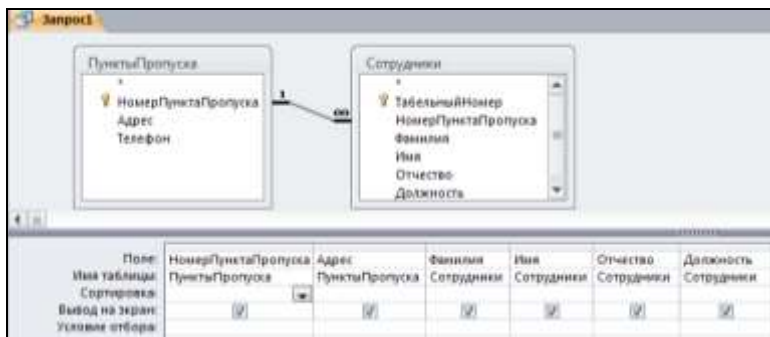 Запрос1
ПунктыПропуска
*
НомерПунктаПропуска
Адрес
Телефон
1
∞
Сотрудники
*
ТабельныйНомер
НомерПунктаПропуска
Фамилия
Имя
Отчество
Должность
Поле: НомерПунктаПропуска Адрес Фамилия Имя Отчество Должность
Имя таблицы: ПунктыПропуска ПунктыПропуска Сотрудники Сотрудники Сотрудники Сотрудники
Сортировка:
Вывод на экран:
Условие отбора: